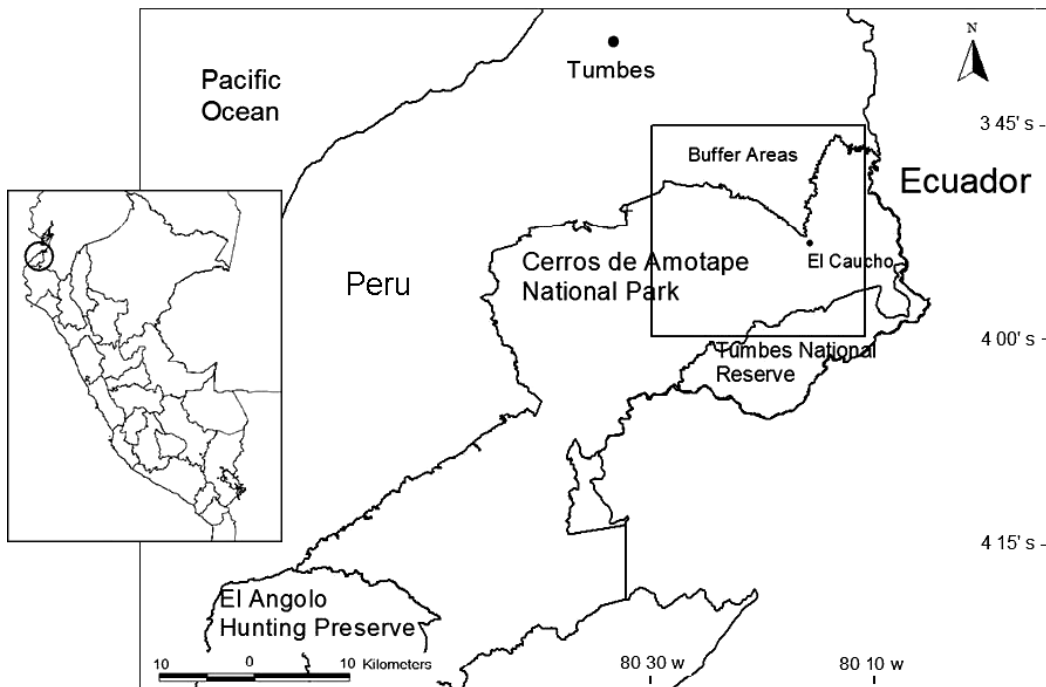 Pacific
Ocean
Tumbes
N
3 45' s
Buffer Areas
Ecuador
El Caucho
Cerros de Amotape
National Park
Peru
4 00' s
Tumbes National
Reserve
4 15' s
El Angolo
Hunting Preserve
10 0 10 Kilometers
80 30 w
80 10 w